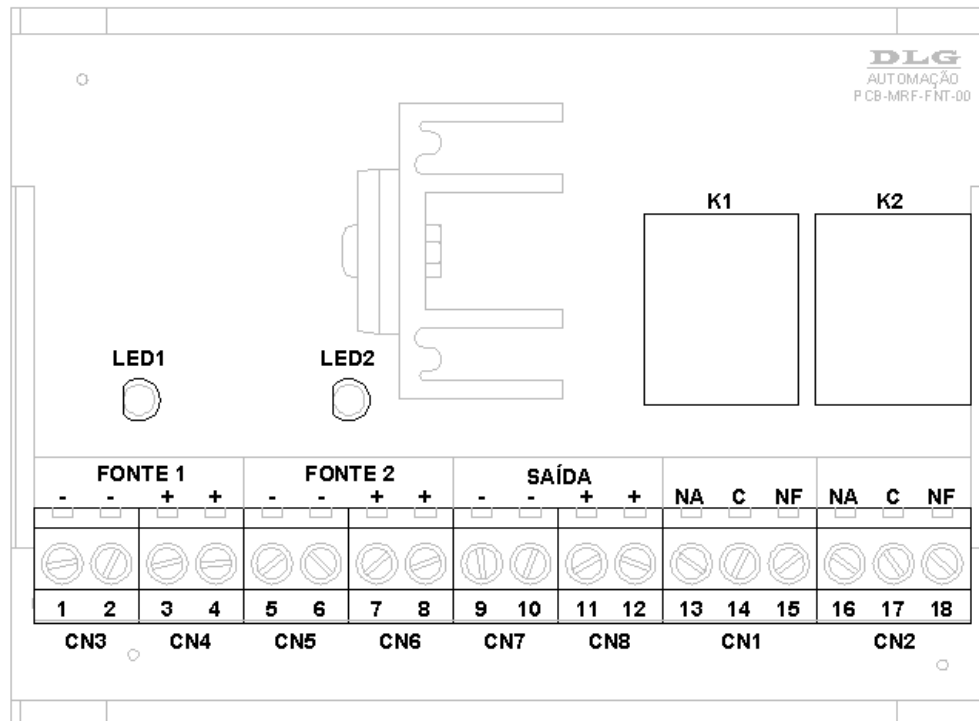 DLG
AUTOMAÇÃO
PCB-MRF-FNT-00
K1 K2
LED1 LED2
FONTE 1 FONTE 2 SAÍDA
- - + + - - + + - - + + NA C NF NA C NF
1 2 3 4 5 6 7 8 9 10 11 12 13 14 15 16 17 18
CN3 CN4 CN5 CN6 CN7 CN8 CN1 CN2